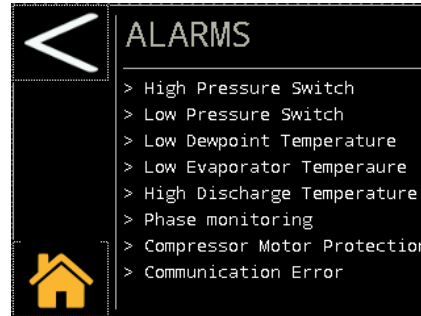 ALARMS
> High Pressure Switch
> Low Pressure Switch
> Low Dewpoint Temperature
> Low Evaporator Temperaure
> High Discharge Temperature
> Phase monitoring
> Compressor Motor Protection
> Communication Error